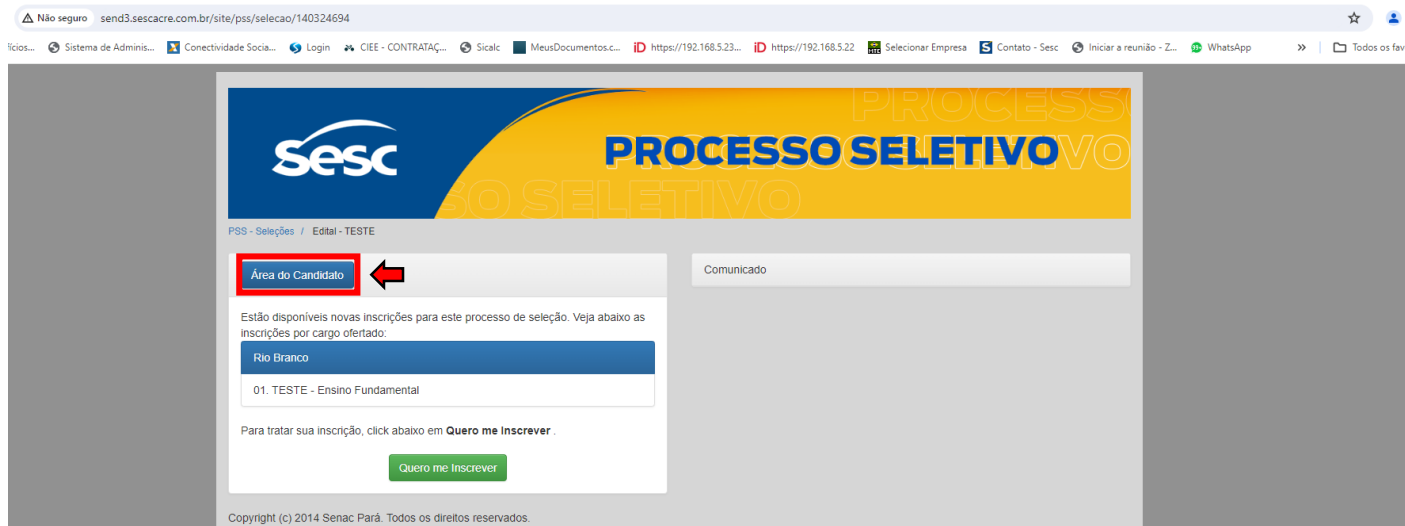 Não seguro send3.sescacre.com.br/site/pss/selecao/140324694
Sistema de Adminis... Conectividade Socia... Login CIEE - CONTRATAÇ... Sicalc MeusDocumentos.c... https://192.168.5.23... https://192.168.5.22 Selecionar Empresa Contato - Sesc Iniciar a reunião - Z... WhatsApp » Todos os fav
Sesc
PROCESSO SELETIVO
PSS - Seleções / Edital - TESTE
Área do Candidato
Comunicado
Estão disponíveis novas inscrições para este processo de seleção. Veja abaixo as
inscrições por cargo ofertado:
Rio Branco
01. TESTE - Ensino Fundamental
Para tratar sua inscrição, click abaixo em Quero me Inscrever .
Quero me Inscrever
Copyright (c) 2014 Senac Pará. Todos os direitos reservados.